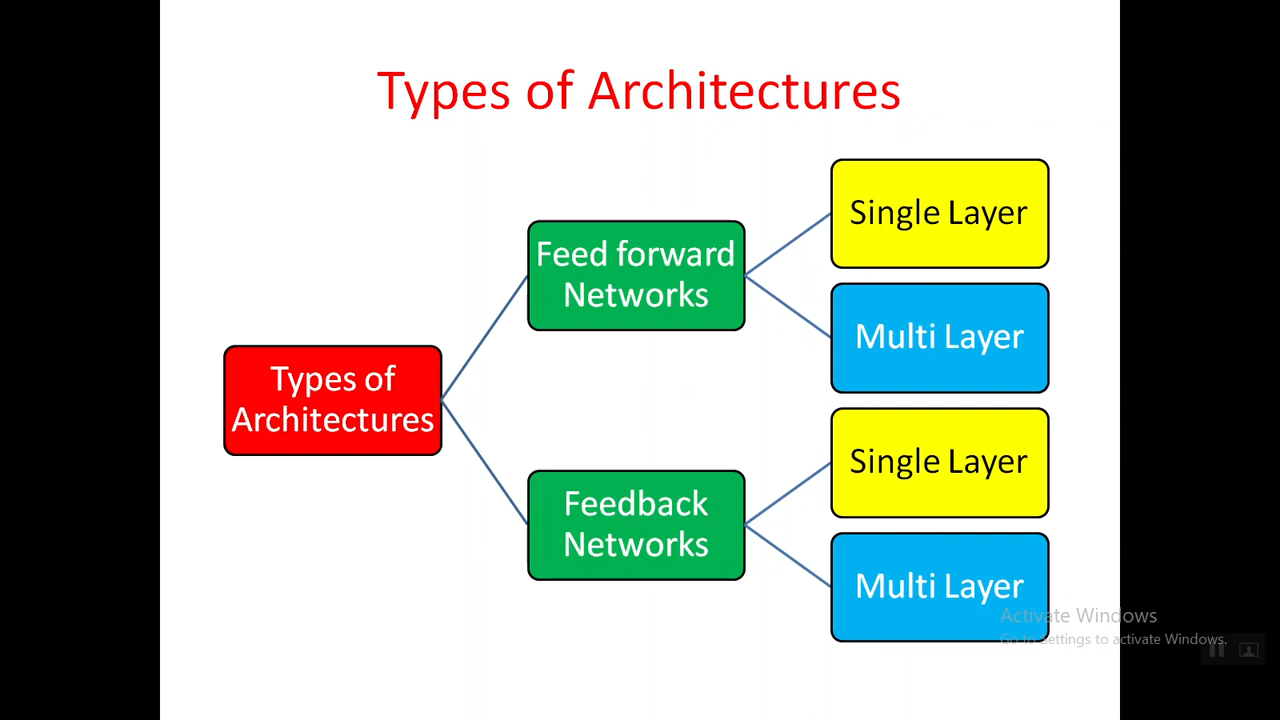 Types of Architectures
Single Layer
Feed forward
Networks
Multi Layer
Types of
Architectures
Single Layer
Feedback
Networks
Multi Layer
Activate Windows
Go to Settings to activate Windows.